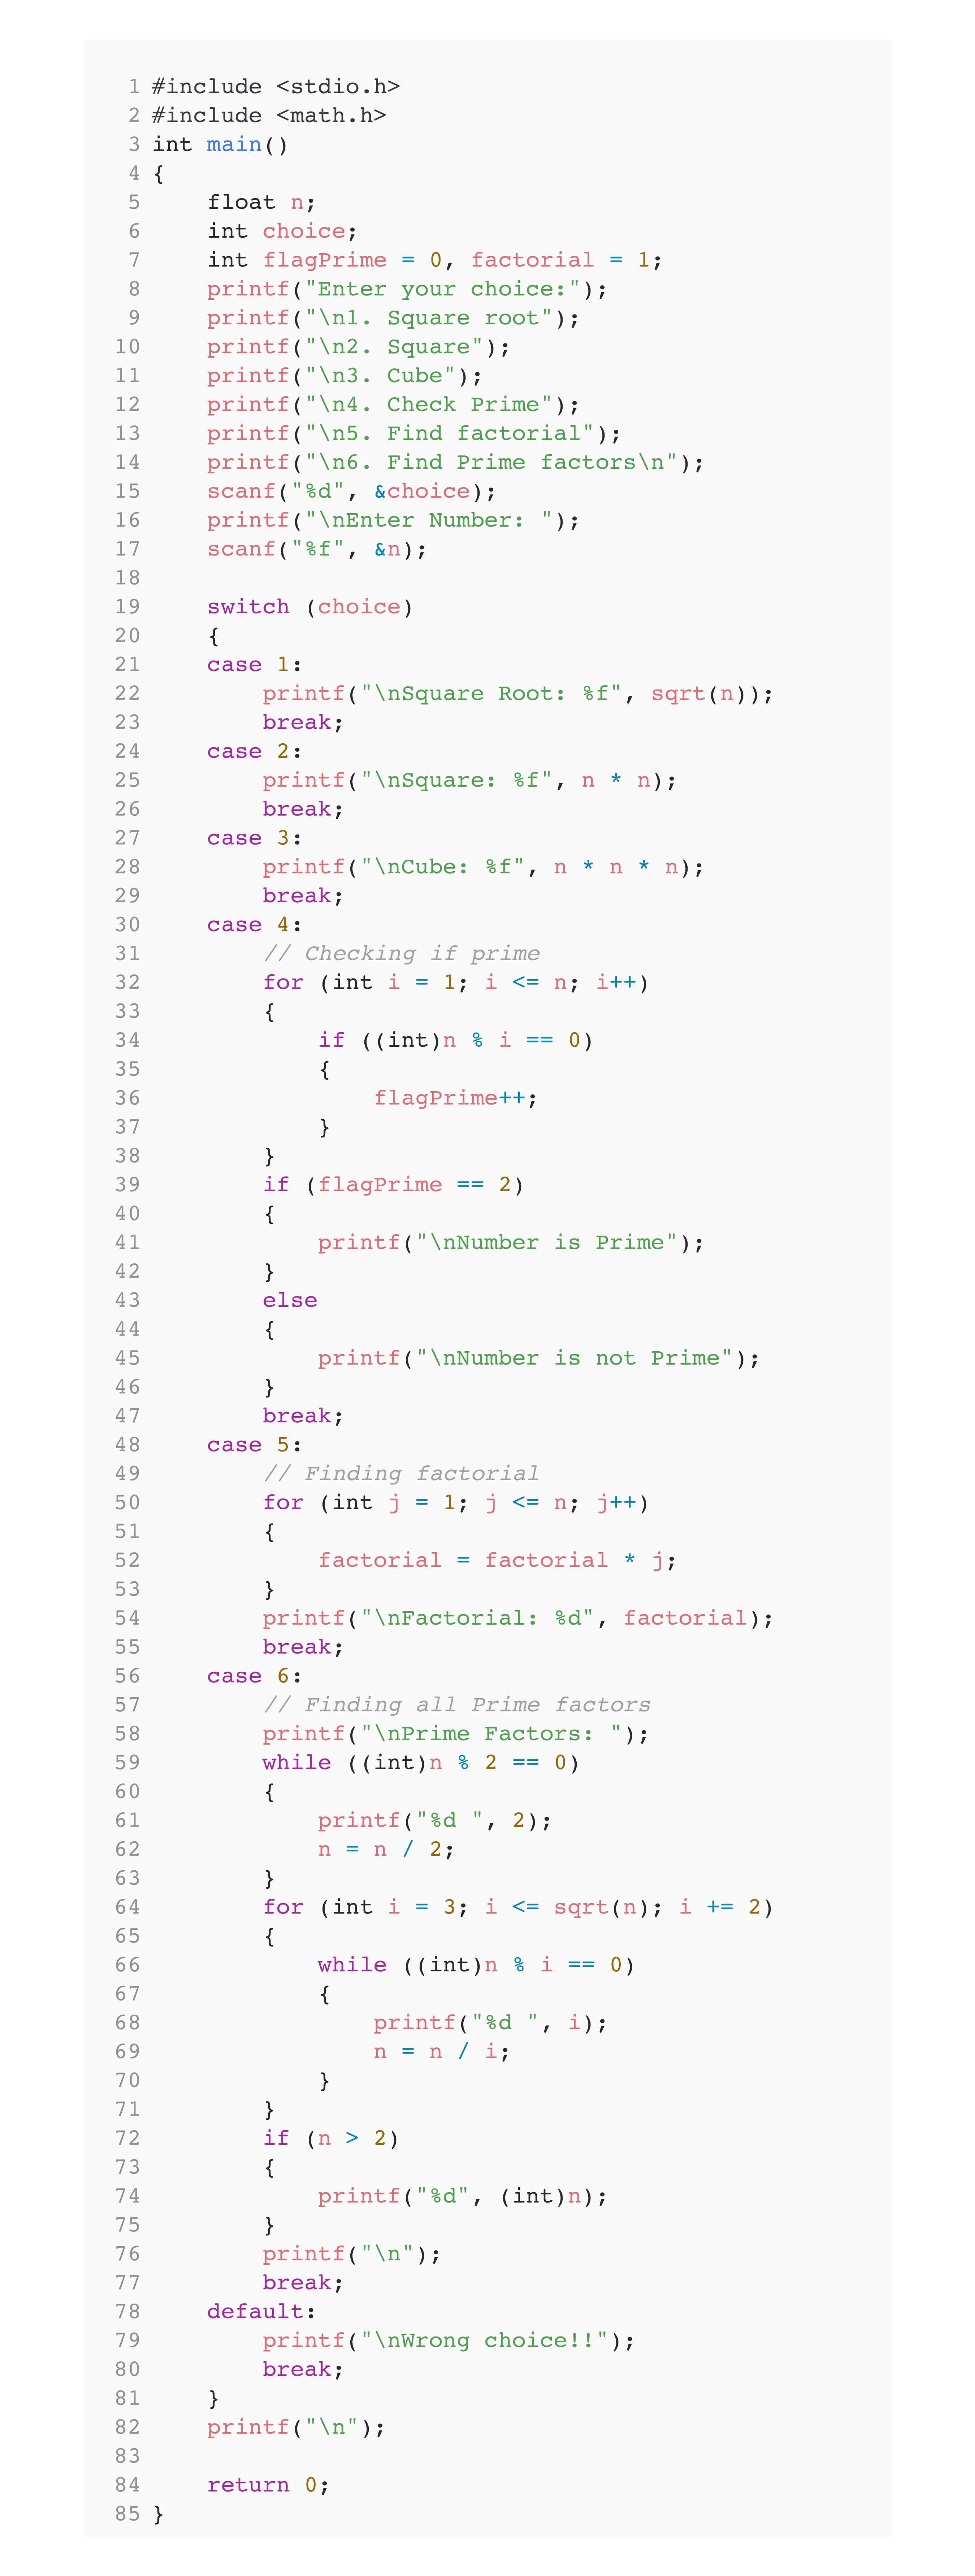 1 #include <stdio.h>
2 #include <math.h>
3 int main()
4 {
5     float n;
6     int choice;
7     int flagPrime = 0, factorial = 1;
8     printf("Enter your choice:");
9     printf("\n1. Square root");
10     printf("\n2. Square");
11     printf("\n3. Cube");
12     printf("\n4. Check Prime");
13     printf("\n5. Find factorial");
14     printf("\n6. Find Prime factors\n");
15     scanf("%d", &choice);
16     printf("\nEnter Number: ");
17     scanf("%f", &n);
18
19     switch (choice)
20     {
21     case 1:
22         printf("\nSquare Root: %f", sqrt(n));
23         break;
24     case 2:
25         printf("\nSquare: %f", n * n);
26         break;
27     case 3:
28         printf("\nCube: %f", n * n * n);
29         break;
30     case 4:
31         // Checking if prime
32         for (int i = 1; i <= n; i++)
33         {
34             if ((int)n % i == 0)
35             {
36                 flagPrime++;
37             }
38         }
39         if (flagPrime == 2)
40         {
41             printf("\nNumber is Prime");
42         }
43         else
44         {
45             printf("\nNumber is not Prime");
46         }
47         break;
48     case 5:
49         // Finding factorial
50         for (int j = 1; j <= n; j++)
51         {
52             factorial = factorial * j;
53         }
54         printf("\nFactorial: %d", factorial);
55         break;
56     case 6:
57         // Finding all Prime factors
58         printf("\nPrime Factors: ");
59         while ((int)n % 2 == 0)
60         {
61             printf("%d ", 2);
62             n = n / 2;
63         }
64         for (int i = 3; i <= sqrt(n); i += 2)
65         {
66             while ((int)n % i == 0)
67             {
68                 printf("%d ", i);
69                 n = n / i;
70             }
71         }
72         if (n > 2)
73         {
74             printf("%d", (int)n);
75         }
76         printf("\n");
77         break;
78     default:
79         printf("\nWrong choice!!");
80         break;
81     }
82     printf("\n");
83
84     return 0;
85 }